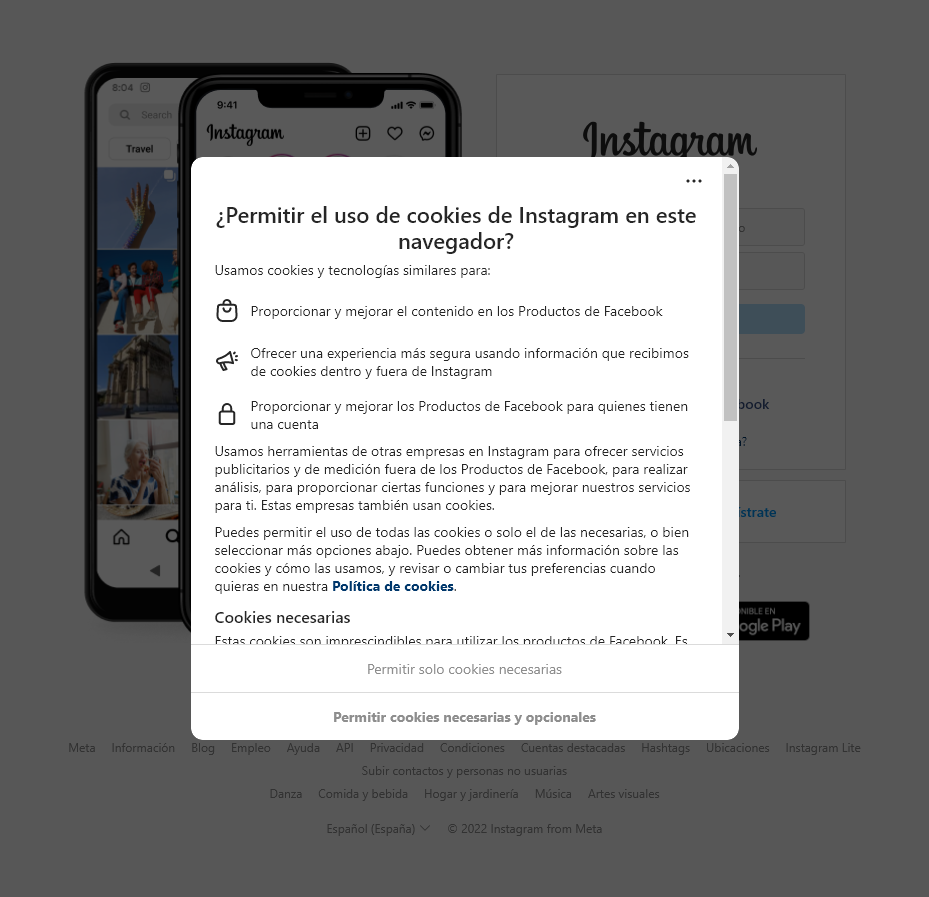 8:04
Search
Travel
9:41
Instagram
Instagram
¿Permitir el uso de cookies de Instagram en este
navegador?
Usamos cookies y tecnologías similares para:
Proporcionar y mejorar el contenido en los Productos de Facebook
Ofrecer una experiencia más segura usando información que recibimos
de cookies dentro y fuera de Instagram
Proporcionar y mejorar los Productos de Facebook para quienes tienen
una cuenta
Usamos herramientas de otras empresas en Instagram para ofrecer servicios
publicitarios y de medición fuera de los Productos de Facebook, para realizar
análisis, para proporcionar ciertas funciones y para mejorar nuestros servicios
para ti. Estas empresas también usan cookies.
Puedes permitir el uso de todas las cookies o solo el de las necesarias, o bien
seleccionar más opciones abajo. Puedes obtener más información sobre las
cookies y cómo las usamos, y revisar o cambiar tus preferencias cuando
quieras en nuestra Política de cookies.
Cookies necesarias
Estas cookies son imprescindibles para utilizar los productos de Facebook. Es
Permitir solo cookies necesarias
Permitir cookies necesarias y opcionales
Google Play
Meta Información Blog Empleo Ayuda API Privacidad Condiciones Cuentas destacadas Hashtags Ubicaciones Instagram Lite
Subir contactos y personas no usuarias
Danza Comida y bebida Hogar y jardinería Música Artes visuales
Español (España) © 2022 Instagram from Meta